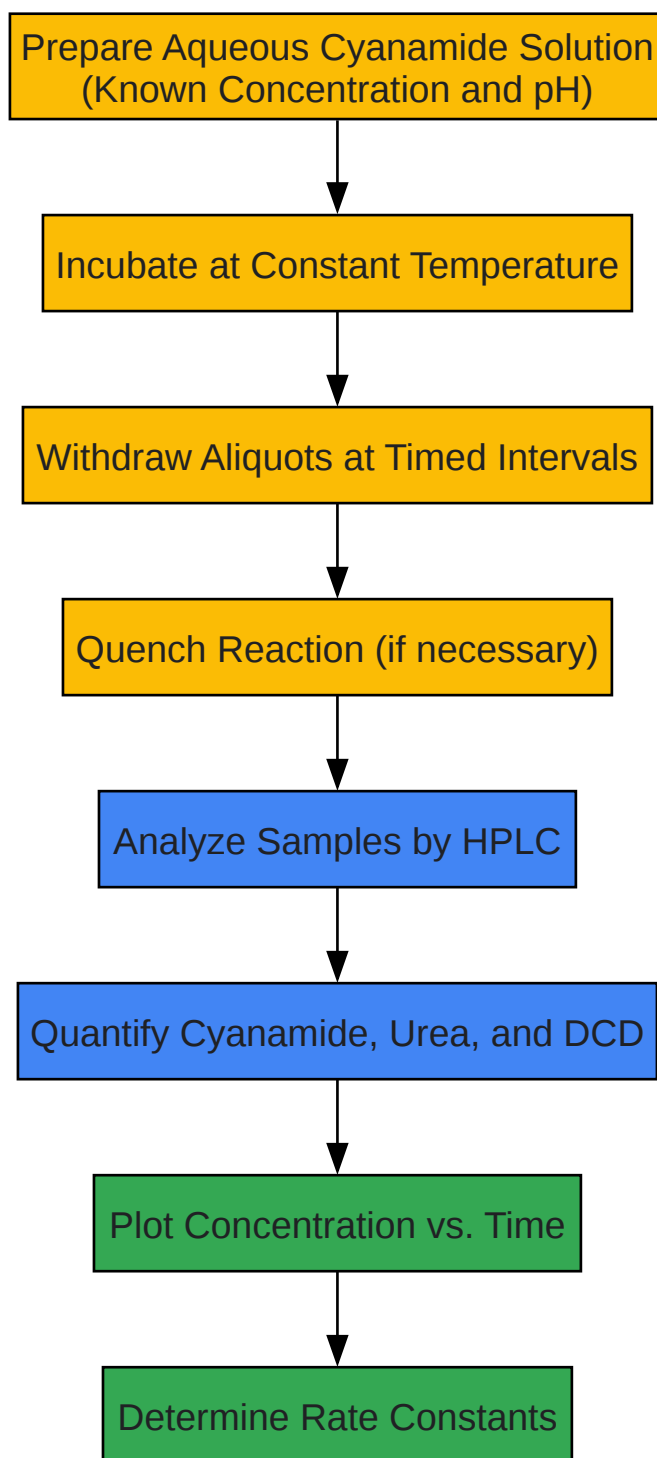 Prepare Aqueous Cyanamide Solution
(Known Concentration and pH)
Incubate at Constant Temperature
Withdraw Aliquots at Timed Intervals
Quench Reaction (if necessary)
Analyze Samples by HPLC
Quantify Cyanamide, Urea, and DCD
Plot Concentration vs. Time
Determine Rate Constants